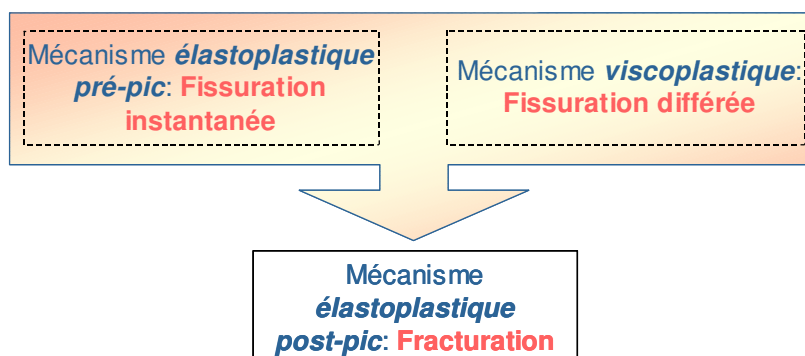 Mécanisme élastoplastique
pré-pic: Fissuration
instantanée
Mécanisme viscoplastique:
Fissuration différée
Mécanisme
élastoplastique
post-pic: Fracturation